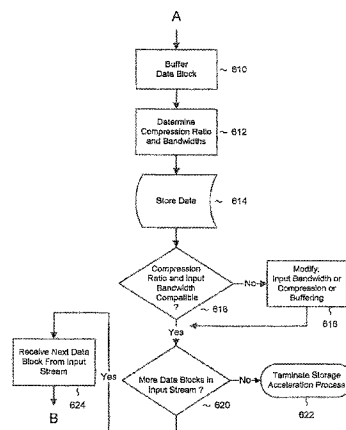 A
Buffer
Data Block
~ 610
Determine
Compression Ratio
and Bandwidths
~ 612
Store Data
~ 614
Compression
Ratio and Input
Bandwidth
Compatible
?
~ 616
No
Modify:
Input Bandwidth or
Compression or
Buffering
618
Yes
Receive Next Data
Block From Input
Stream
624
B
Yes
More Data Blocks in
Input Stream ?
620
No
Terminate Storage
Acceleration Process
622